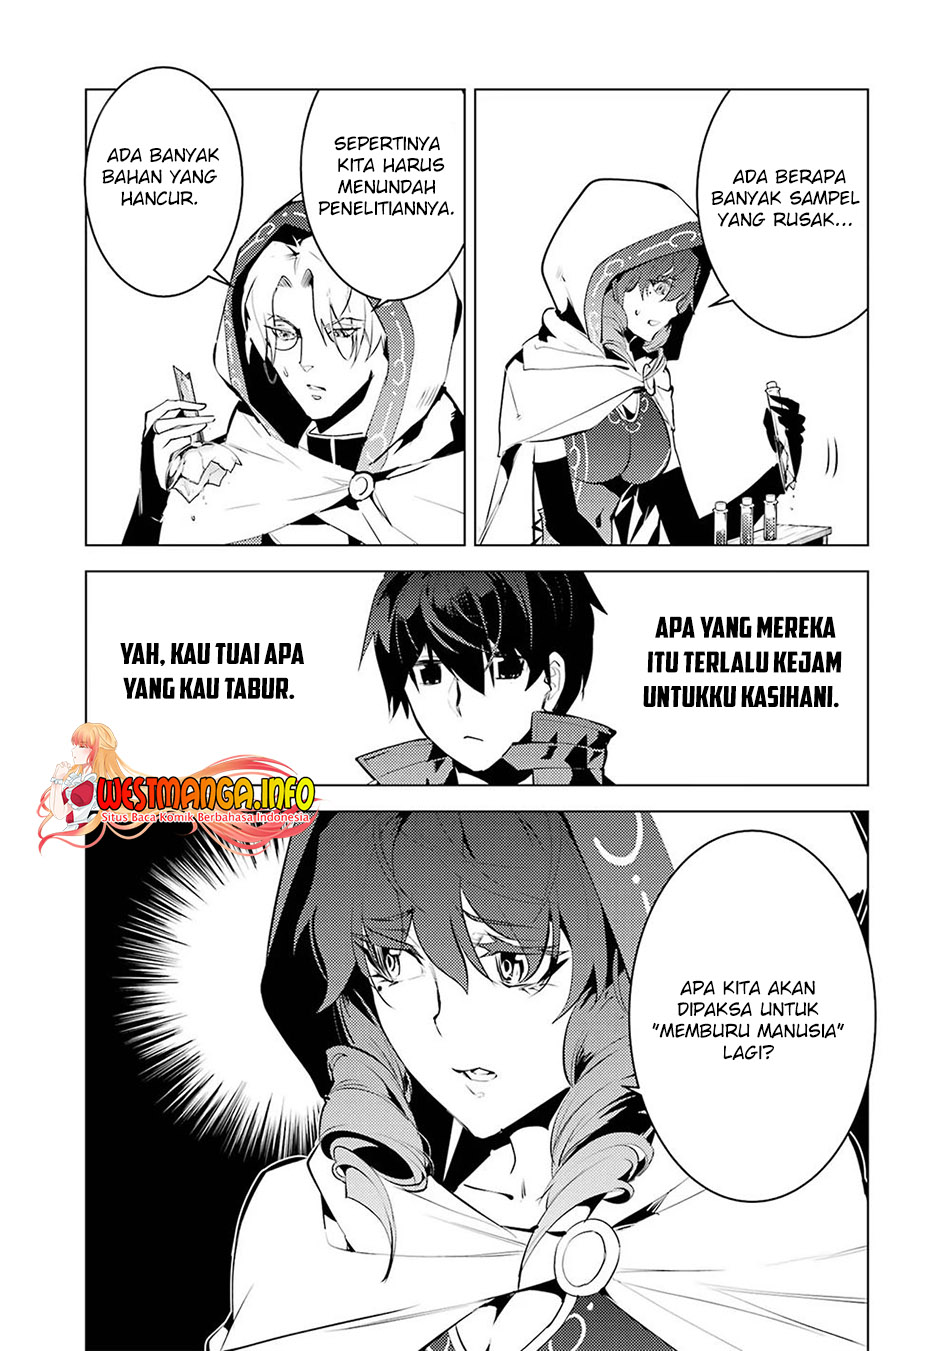 ADA BERAPA
BANYAK SAMPEL
YANG RUSAK...
SEPERTINYA
KITA HARUS
MENUNDAH
PENELITIANNYA.
ADA BANYAK
BAHAN YANG
HANCUR.
APA YANG MEREKA
ITU TERLALU KEJAM
UNTUKKU KASIHANI.
YAH, KAU TUAI APA
YANG KAU TABUR.
WESTMANGA.INFO
Situs Baca Komik Berbahasa Indonesia
APA KITA AKAN
DIPAKSA UNTUK
"MEMBURU MANUSIA"
LAGI?